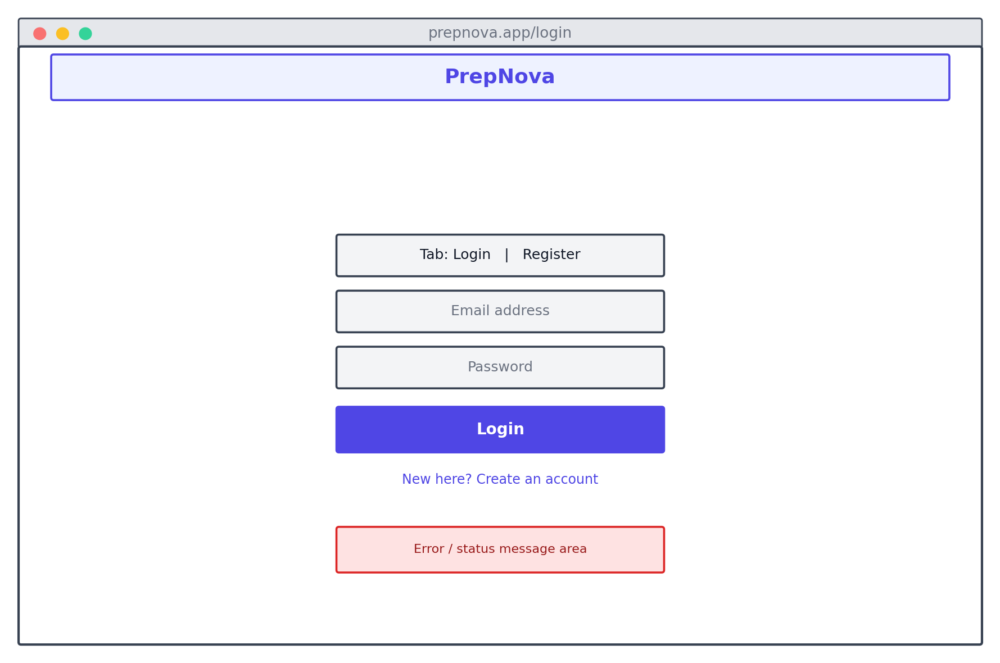 prepnova.app/login
PrepNova
Tab: Login | Register
Email address
Password
Login
New here? Create an account
Error / status message area